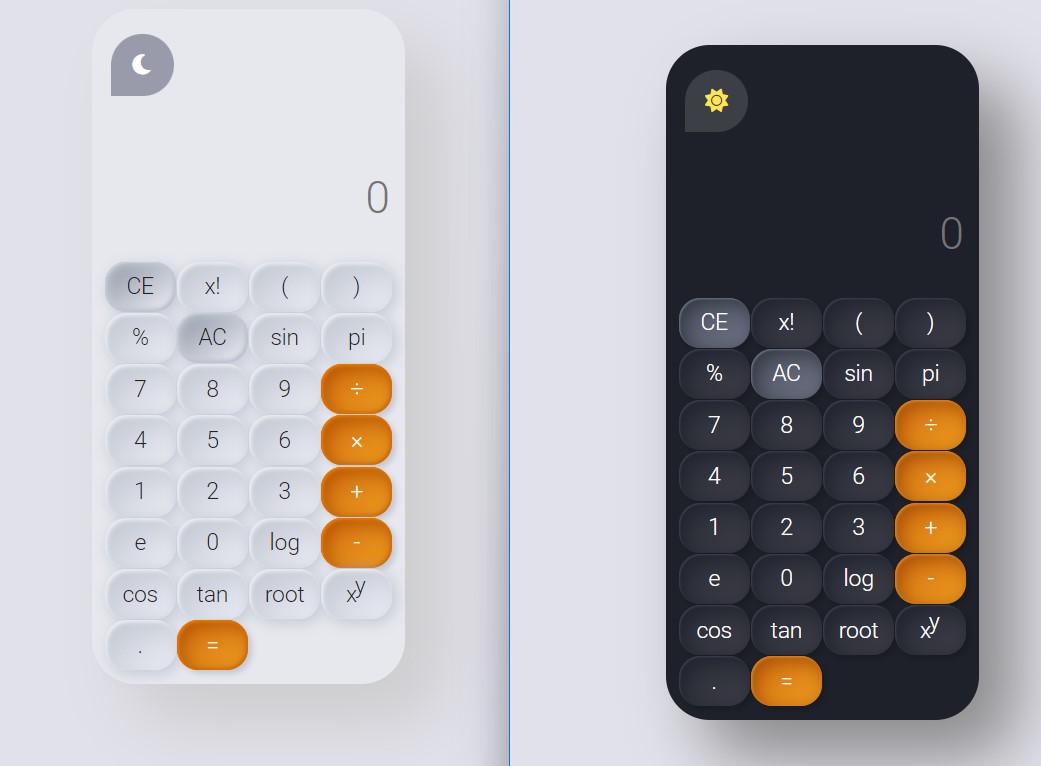 0
CE x! ( )
% AC sin pi
7 8 9 ÷
4 5 6 ×
1 2 3 +
e 0 log -
cos tan root xʸ
. =
0
CE x! ( )
% AC sin pi
7 8 9 ÷
4 5 6 ×
1 2 3 +
e 0 log -
cos tan root xʸ
. =